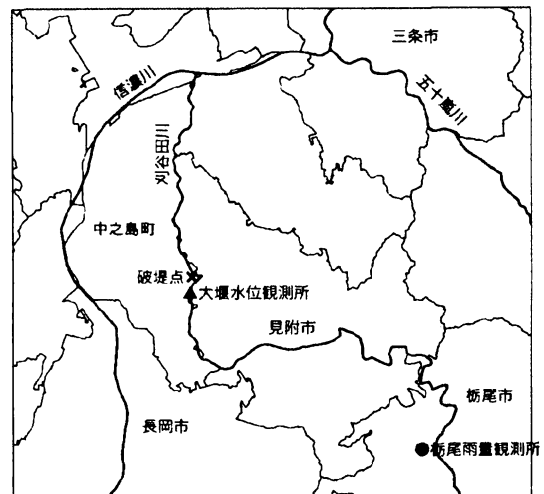 三条市
信濃川
五十嵐川
刈谷田川
中之島町
破堤点
大堰水位観測所
見附市
栃尾市
長岡市
栃尾雨量観測所